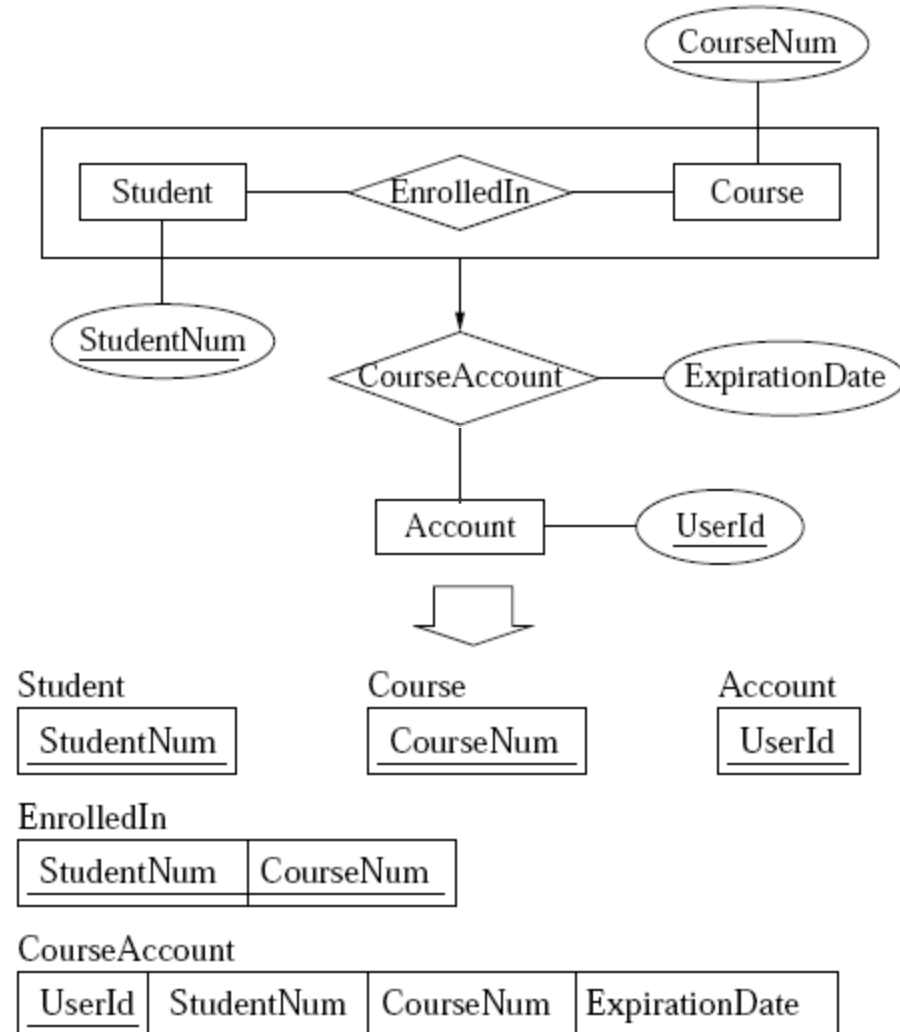 CourseNum
Student EnrolledIn Course
StudentNum
CourseAccount ExpirationDate
Account UserId
Student Course Account
StudentNum CourseNum UserId
EnrolledIn
StudentNum CourseNum
CourseAccount
UserId StudentNum CourseNum ExpirationDate